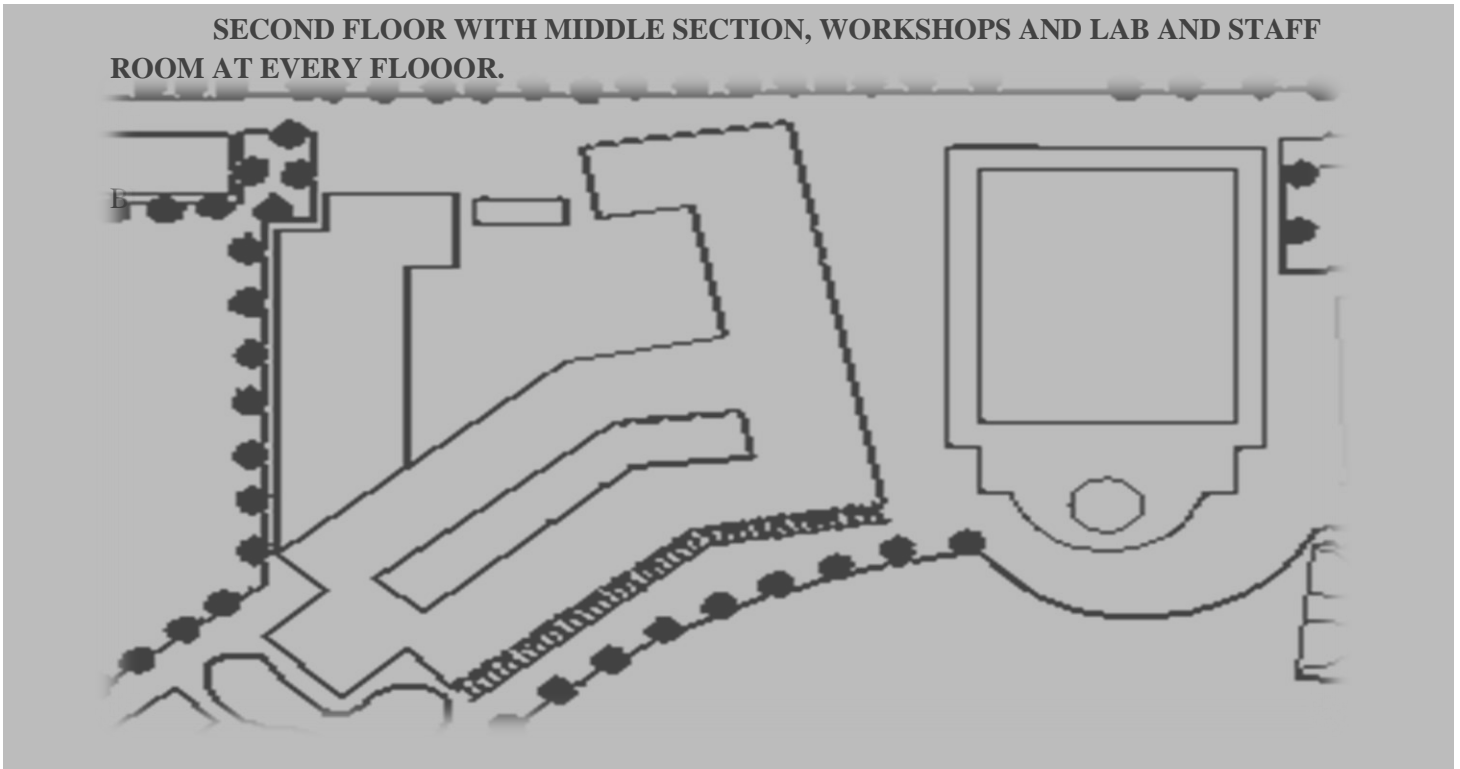 SECOND FLOOR WITH MIDDLE SECTION, WORKSHOPS AND LAB AND STAFF
ROOM AT EVERY FLOOOR.
B